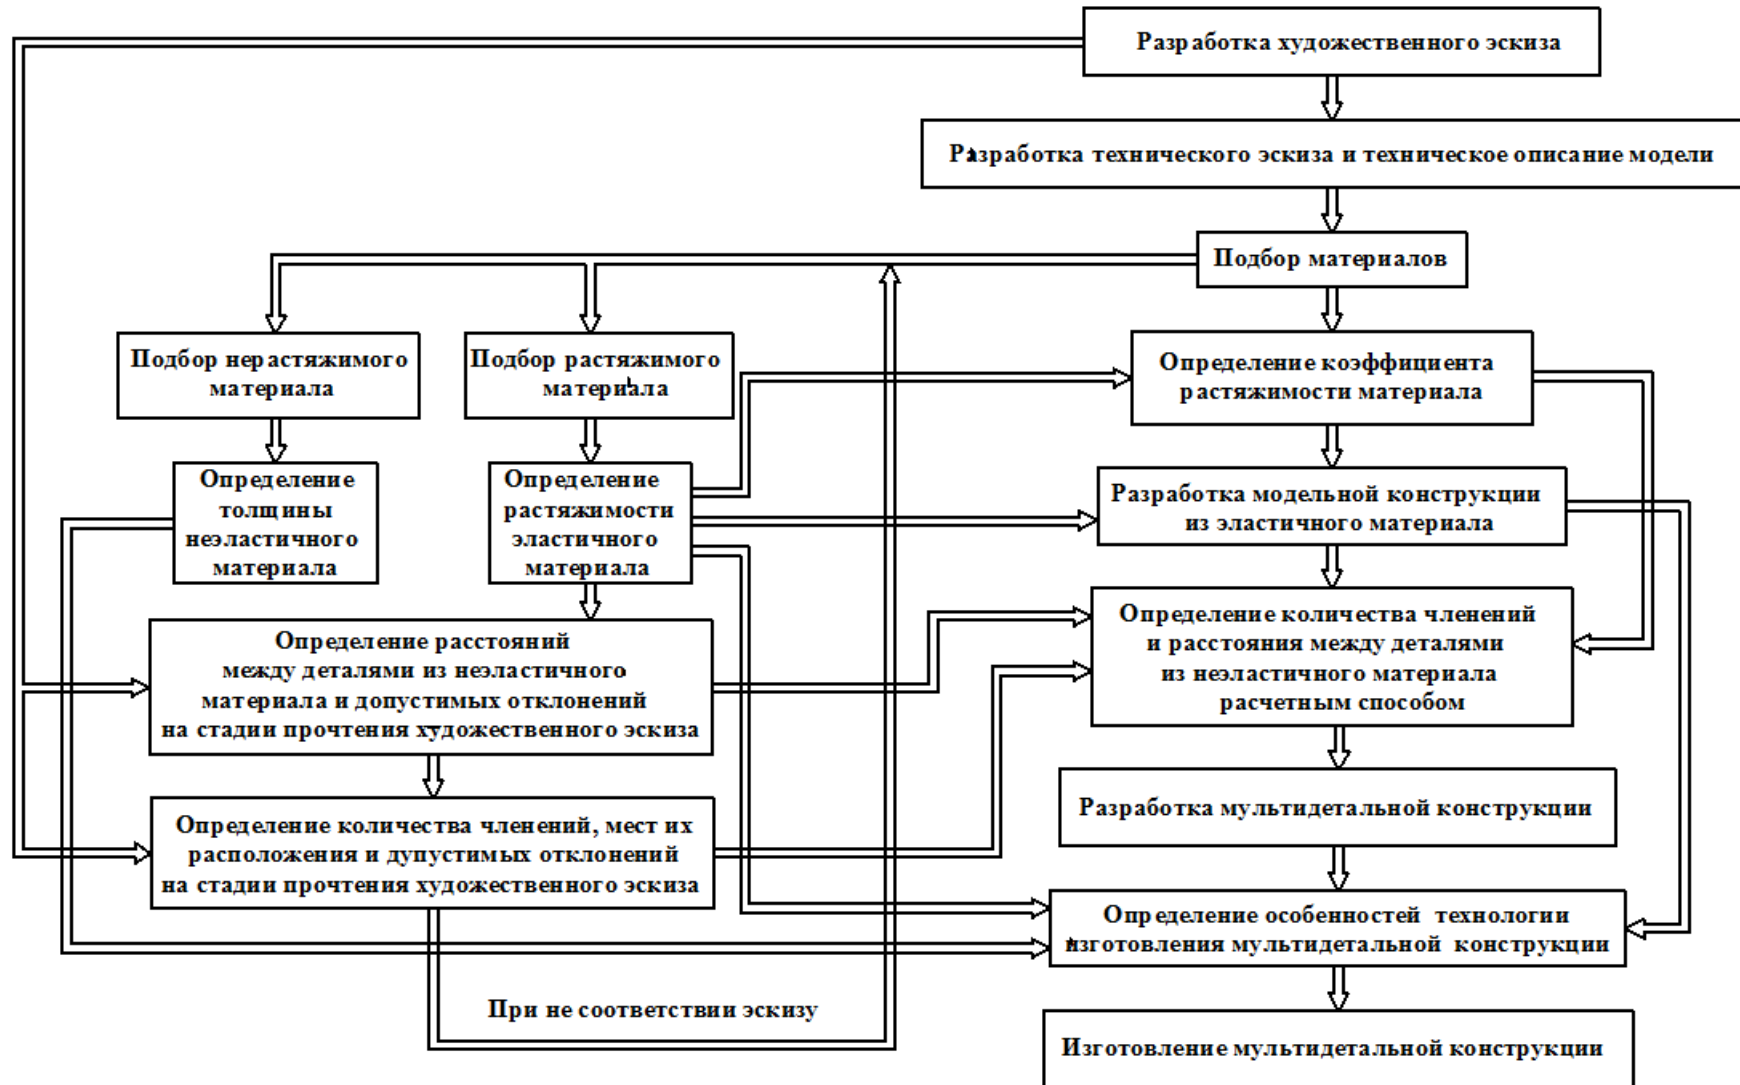 Разработка художественного эскиза
Разработка технического эскиза и техническое описание модели
Подбор материалов
Подбор нерастяжимого
материала
Подбор растяжимого
материала
Определение коэффициента
растяжимости материала
Определение
толщины
неэластичного
материала
Определение
растяжимости
эластичного
материала
Разработка модельной конструкции
из эластичного материала
Определение расстояний
между деталями из неэластичного
материала и допустимых отклонений
на стадии прочтения художественного эскиза
Определение количества членений
и расстояния между деталями
из неэластичного материала
расчетным способом
Определение количества членений, мест их
расположения и дупустимых отклонений
на стадии прочтения художественного эскиза
Разработка мультидетальной конструкции
Определение особенностей технологии
изготовления мультидетальной конструкции
При не соответствии эскизу
Изготовление мультидетальной конструкции